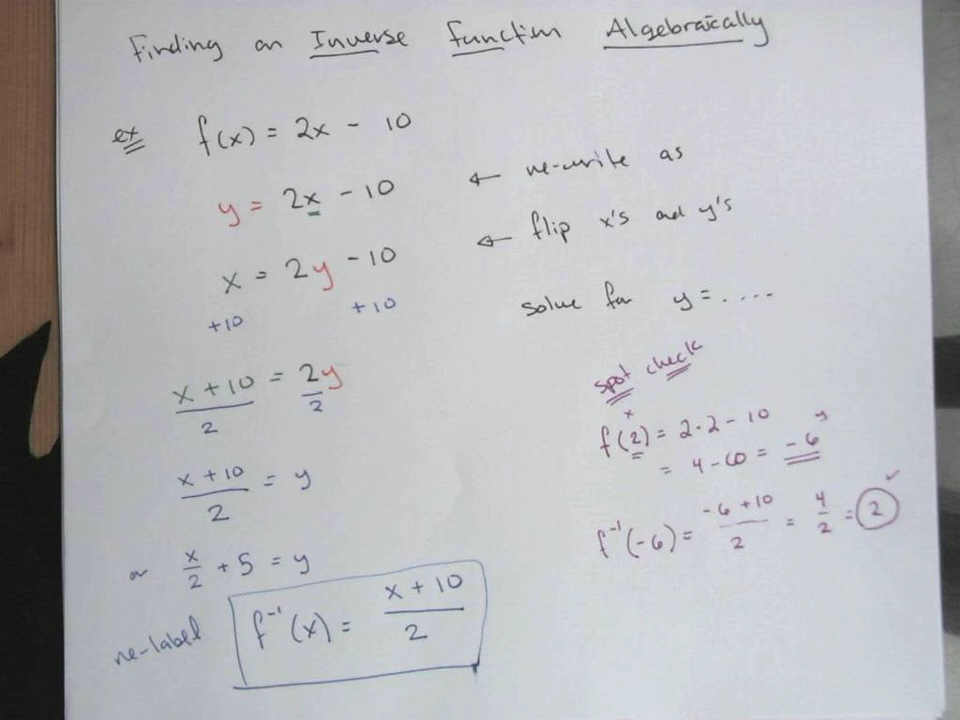 Finding an Inverse Function Algebraically
ex f(x) = 2x - 10
y = 2x - 10 ← re-write as
x = 2y - 10 ← flip x's and y's
+10 +10 solve for y = ....
x + 10 / 2 = 2y / 2
x + 10 / 2 = y
or x/2 + 5 = y
re-label f⁻¹(x) = x + 10 / 2
spot check
x y
f(2) = 2·2 - 10
= 4 - 10 = -6
f⁻¹(-6) = -6 + 10 / 2 = 4/2 = 2 ✓